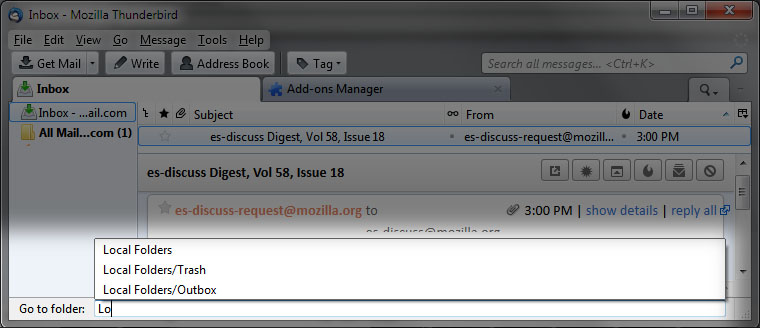 Inbox - Mozilla Thunderbird
File Edit View Go Message Tools Help
Get Mail Write Address Book Tag Search all messages... <Ctrl+K>
Inbox Add-ons Manager
Inbox - ...ail.com Subject From Date
All Mail...com (1) es-discuss Digest, Vol 58, Issue 18 es-discuss-request@mozill... 3:00 PM
es-discuss Digest, Vol 58, Issue 18
es-discuss-request@mozilla.org to 3:00 PM | show details | reply all
es-discuss@mozilla.org
Local Folders
Local Folders/Trash
Local Folders/Outbox
Go to folder: Lo